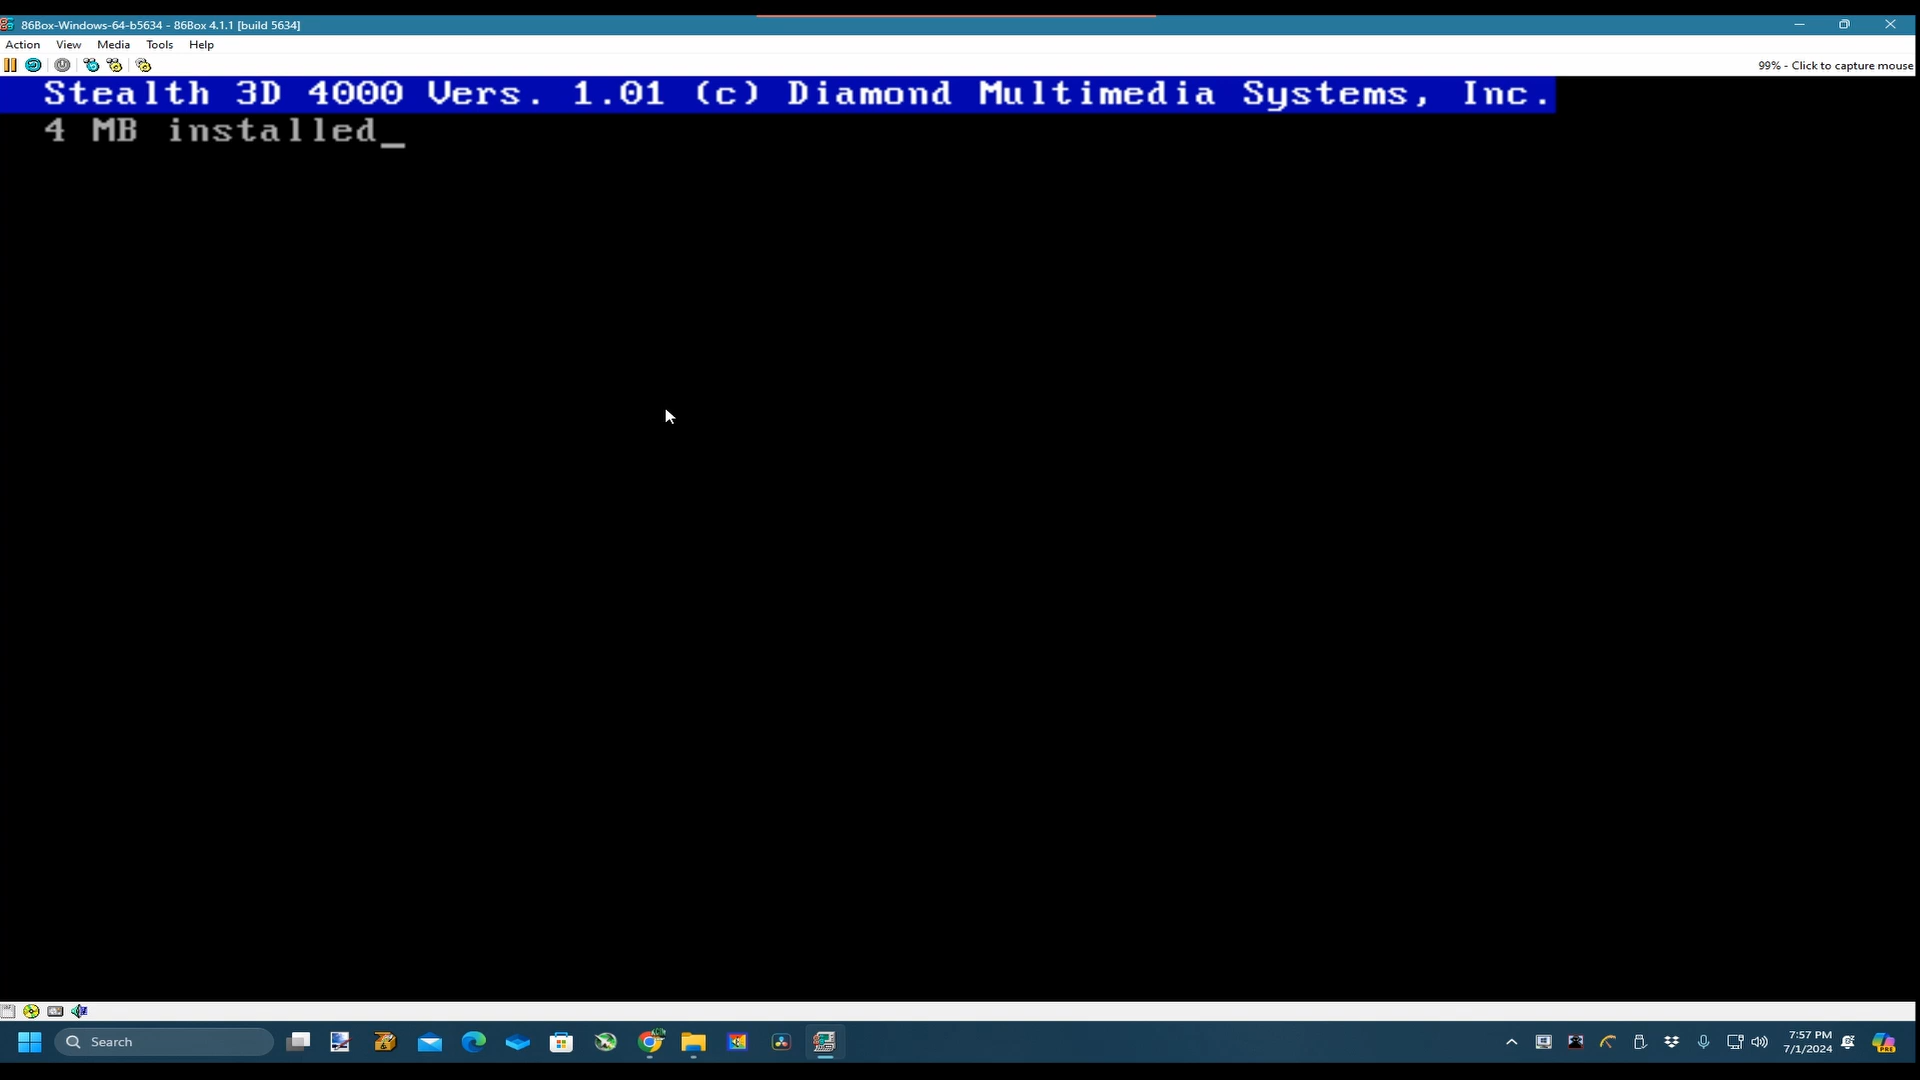 86Box-Windows-64-b5634 - 86Box 4.1.1 [build 5634]
Action View Media Tools Help
99% - Click to capture mouse
Stealth 3D 4000 Vers. 1.01 (c) Diamond Multimedia Systems, Inc.
4 MB installed_
Search
7:57 PM
7/1/2024